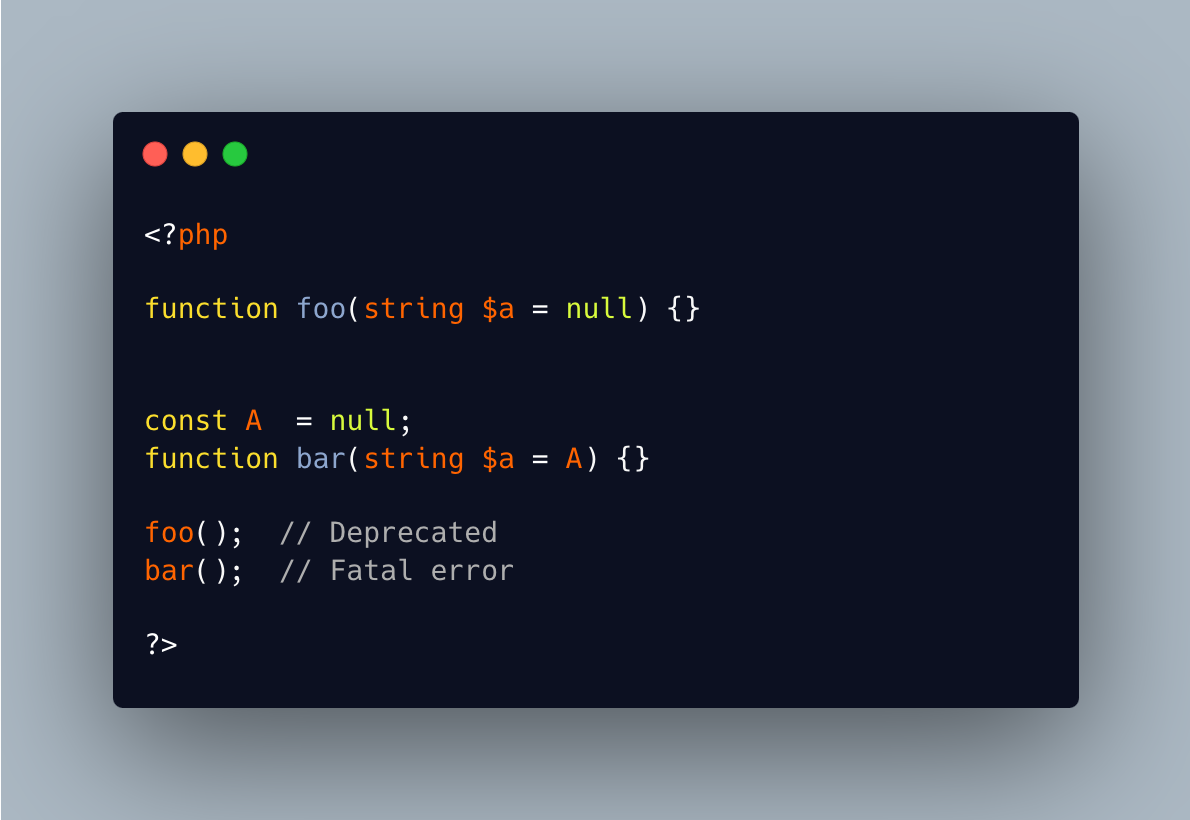 <?php
function foo(string $a = null) {}
const A  = null;
function bar(string $a = A) {}
foo();  // Deprecated
bar();  // Fatal error
?>